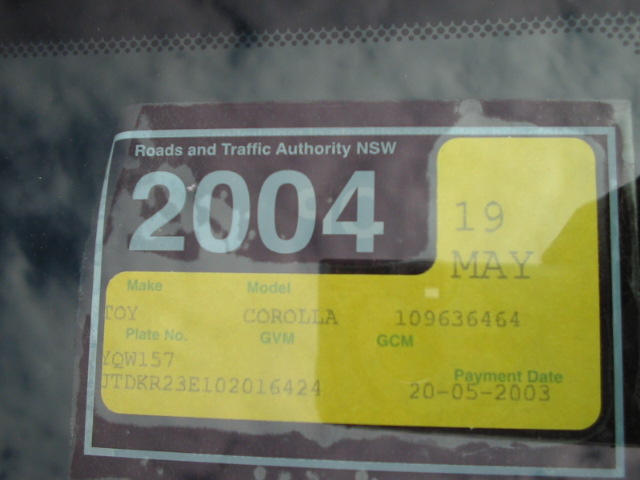 Roads and Traffic Authority NSW
2004
19
MAY
Make Model
TOY COROLLA 109636464
Plate No. GVM GCM
YQW157
JTDKR23E102016424
Payment Date
20-05-2003